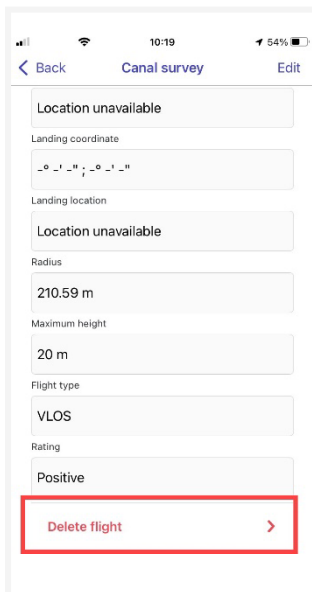 10:19
54%
Back
Canal survey
Edit
Location unavailable
Landing coordinate
-° -' -" ; -° -' -"
Landing location
Location unavailable
Radius
210.59 m
Maximum height
20 m
Flight type
VLOS
Rating
Positive
Delete flight